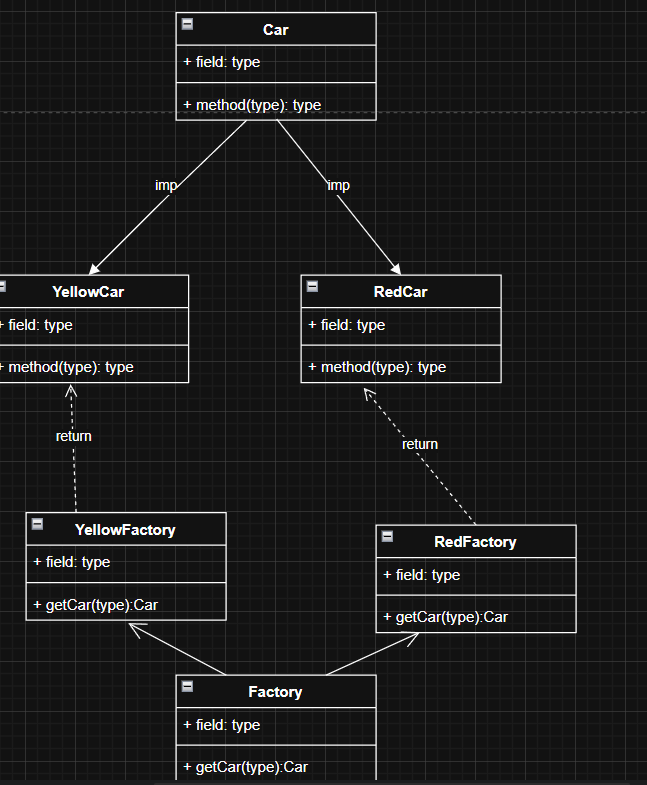 Car
+ field: type
+ method(type): type
imp
imp
YellowCar
+ field: type
+ method(type): type
RedCar
+ field: type
+ method(type): type
return
return
YellowFactory
+ field: type
+ getCar(type):Car
RedFactory
+ field: type
+ getCar(type):Car
Factory
+ field: type
+ getCar(type):Car